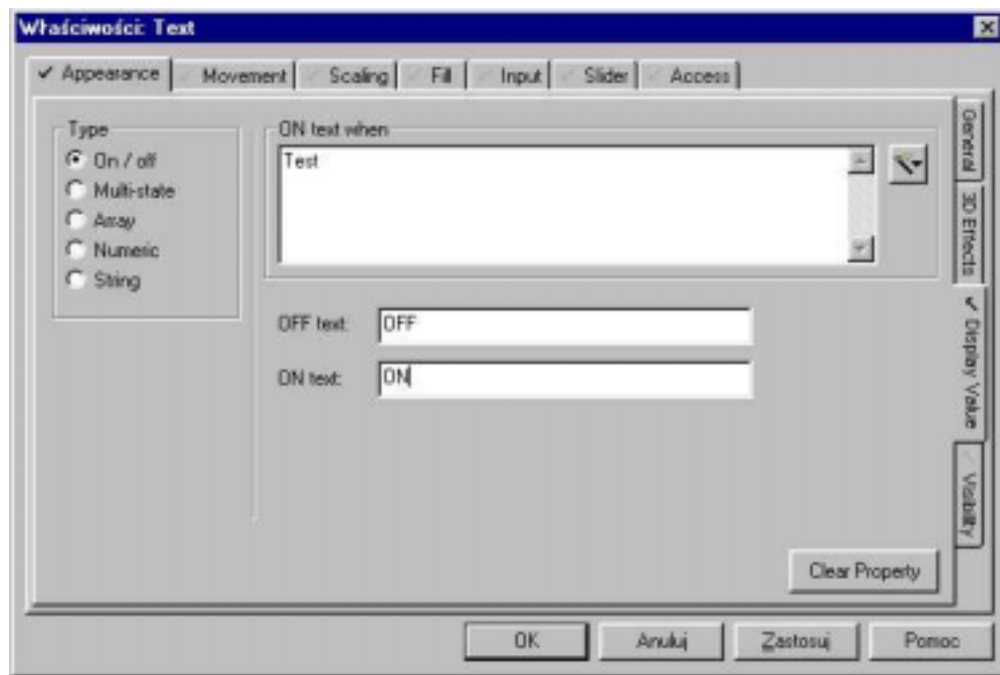 Właściwości: Text
Appearance Movement Scaling Fill Input Slider Access
Type
On / off
Multi-state
Array
Numeric
String
ON text when
Test
OFF text: OFF
ON text: ON
General
3D Effects
Display Value
Visibility
Clear Property
OK Anuluj Zastosuj Pomoc